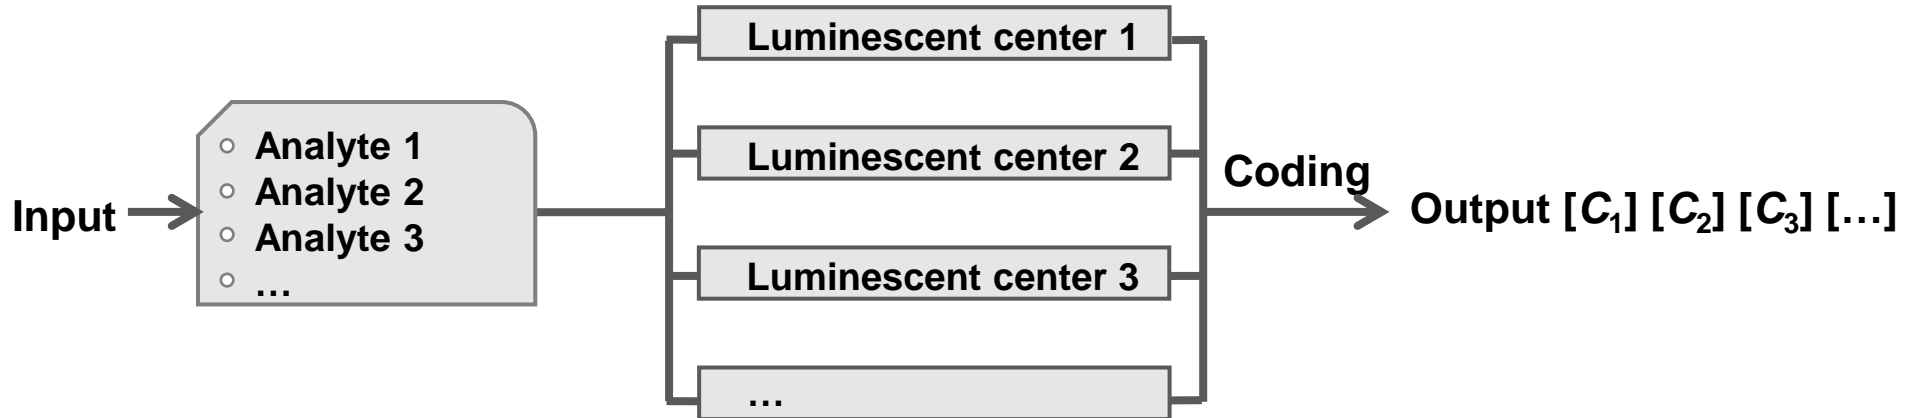 Input
Analyte 1
Analyte 2
Analyte 3
…
Luminescent center 1
Luminescent center 2
Luminescent center 3
…
Coding
Output [C₁] [C₂] [C₃] […]